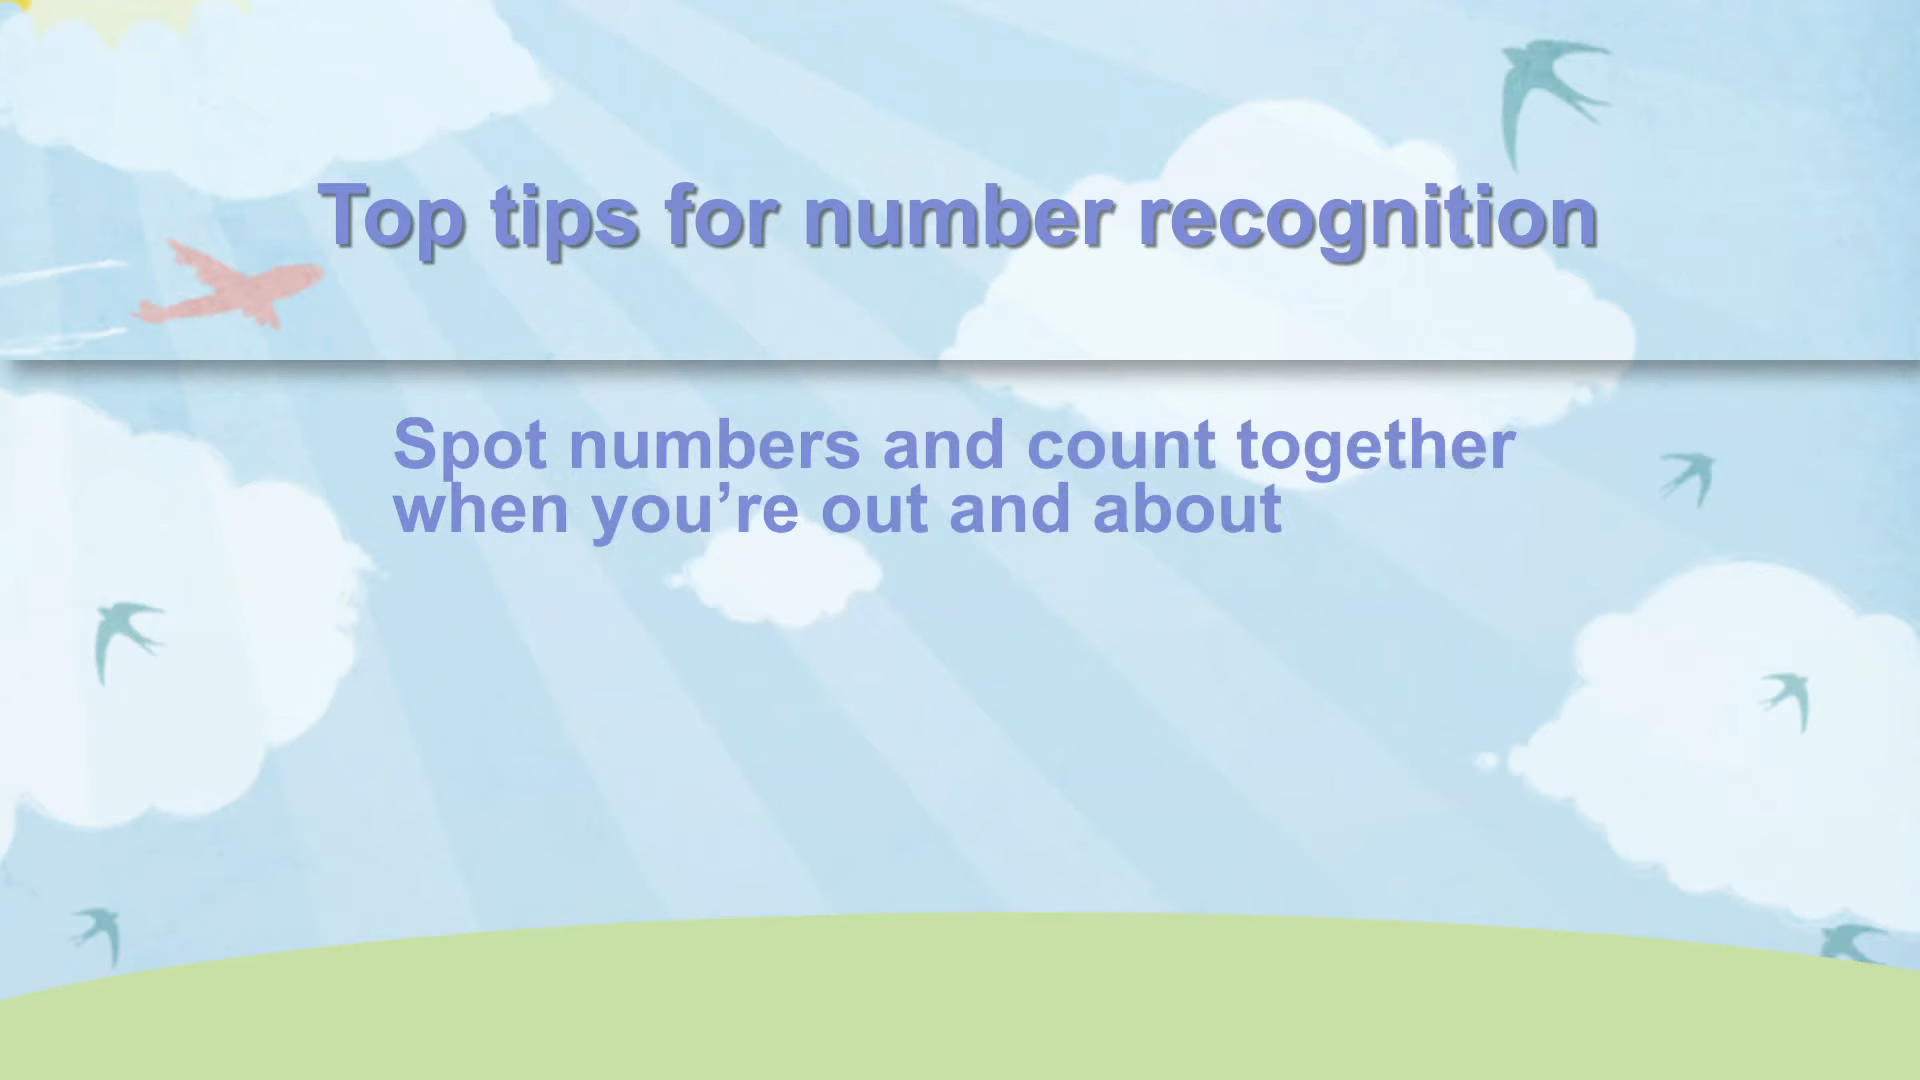 Top tips for number recognition
Spot numbers and count together
when you’re out and about